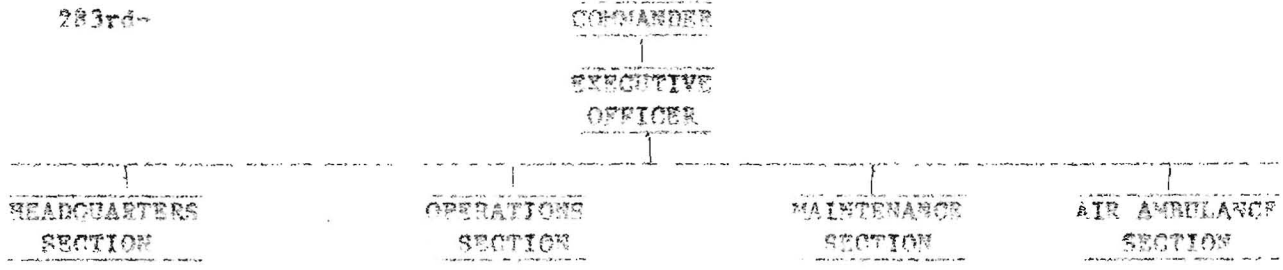 283rd-
COMMANDER
EXECUTIVE
OFFICER
HEADQUARTERS
SECTION
OPERATIONS
SECTION
MAINTENANCE
SECTION
AIR AMBULANCE
SECTION